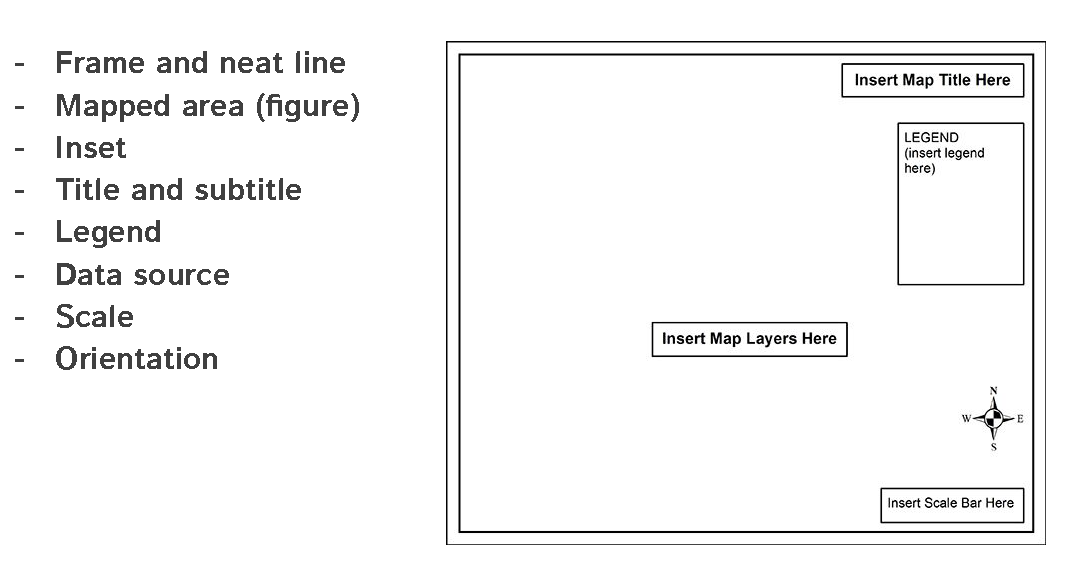 - Frame and neat line
- Mapped area (figure)
- Inset
- Title and subtitle
- Legend
- Data source
- Scale
- Orientation
Insert Map Title Here
LEGEND
(insert legend
here)
Insert Map Layers Here
N
W E
S
Insert Scale Bar Here